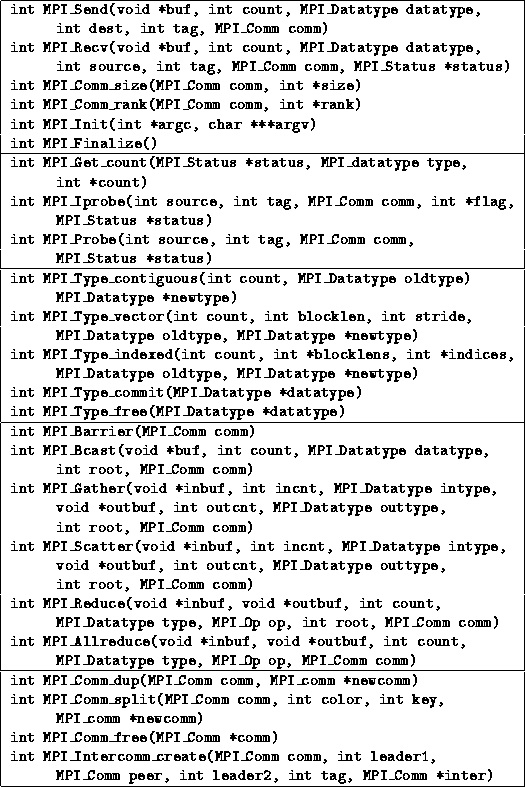 int MPI_Send(void *buf, int count, MPI_Datatype datatype,
int dest, int tag, MPI_Comm comm)
int MPI_Recv(void *buf, int count, MPI_Datatype datatype,
int source, int tag, MPI_Comm comm, MPI_Status *status)
int MPI_Comm_size(MPI_Comm comm, int *size)
int MPI_Comm_rank(MPI_Comm comm, int *rank)
int MPI_Init(int *argc, char ***argv)
int MPI_Finalize()
int MPI_Get_count(MPI_Status *status, MPI_datatype type,
int *count)
int MPI_Iprobe(int source, int tag, MPI_Comm comm, int *flag,
MPI_Status *status)
int MPI_Probe(int source, int tag, MPI_Comm comm,
MPI_Status *status)
int MPI_Type_contiguous(int count, MPI_Datatype oldtype)
MPI_Datatype *newtype)
int MPI_Type_vector(int count, int blocklen, int stride,
MPI_Datatype oldtype, MPI_Datatype *newtype)
int MPI_Type_indexed(int count, int *blocklens, int *indices,
MPI_Datatype oldtype, MPI_Datatype *newtype)
int MPI_Type_commit(MPI_Datatype *datatype)
int MPI_Type_free(MPI_Datatype *datatype)
int MPI_Barrier(MPI_Comm comm)
int MPI_Bcast(void *buf, int count, MPI_Datatype datatype,
int root, MPI_Comm comm)
int MPI_Gather(void *inbuf, int incnt, MPI_Datatype intype,
void *outbuf, int outcnt, MPI_Datatype outtype,
int root, MPI_Comm comm)
int MPI_Scatter(void *inbuf, int incnt, MPI_Datatype intype,
void *outbuf, int outcnt, MPI_Datatype outtype,
int root, MPI_Comm comm)
int MPI_Reduce(void *inbuf, void *outbuf, int count,
MPI_Datatype type, MPI_Op op, int root, MPI_Comm comm)
int MPI_Allreduce(void *inbuf, void *outbuf, int count,
MPI_Datatype type, MPI_Op op, MPI_Comm comm)
int MPI_Comm_dup(MPI_Comm comm, MPI_comm *newcomm)
int MPI_Comm_split(MPI_Comm comm, int color, int key,
MPI_comm *newcomm)
int MPI_Comm_free(MPI_Comm *comm)
int MPI_Intercomm_create(MPI_Comm comm, int leader1,
MPI_Comm peer, int leader2, int tag, MPI_Comm *inter)